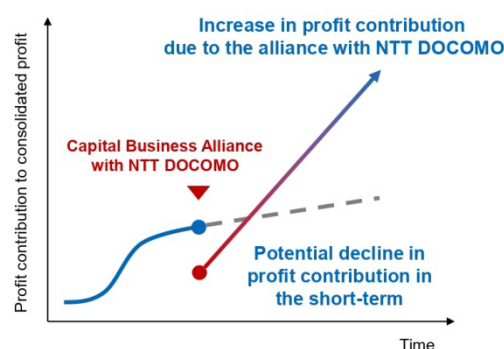 Increase in profit contribution
due to the alliance with NTT DOCOMO
Profit contribution to consolidated profit
Capital Business Alliance
with NTT DOCOMO
Potential decline in
profit contribution in
the short-term
Time